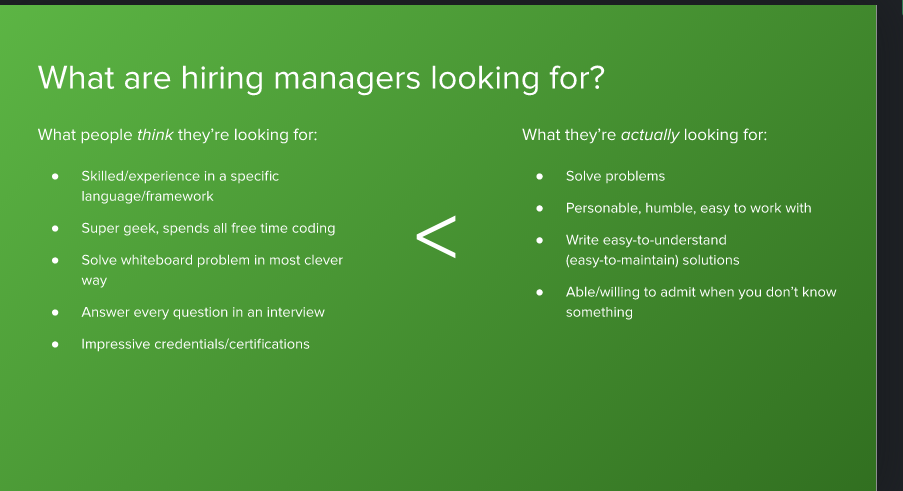 What are hiring managers looking for?
What people think they're looking for:
● Skilled/experience in a specific
language/framework
● Super geek, spends all free time coding
● Solve whiteboard problem in most clever
way
● Answer every question in an interview
● Impressive credentials/certifications
<
What they're actually looking for:
● Solve problems
● Personable, humble, easy to work with
● Write easy-to-understand
(easy-to-maintain) solutions
● Able/willing to admit when you don't know
something